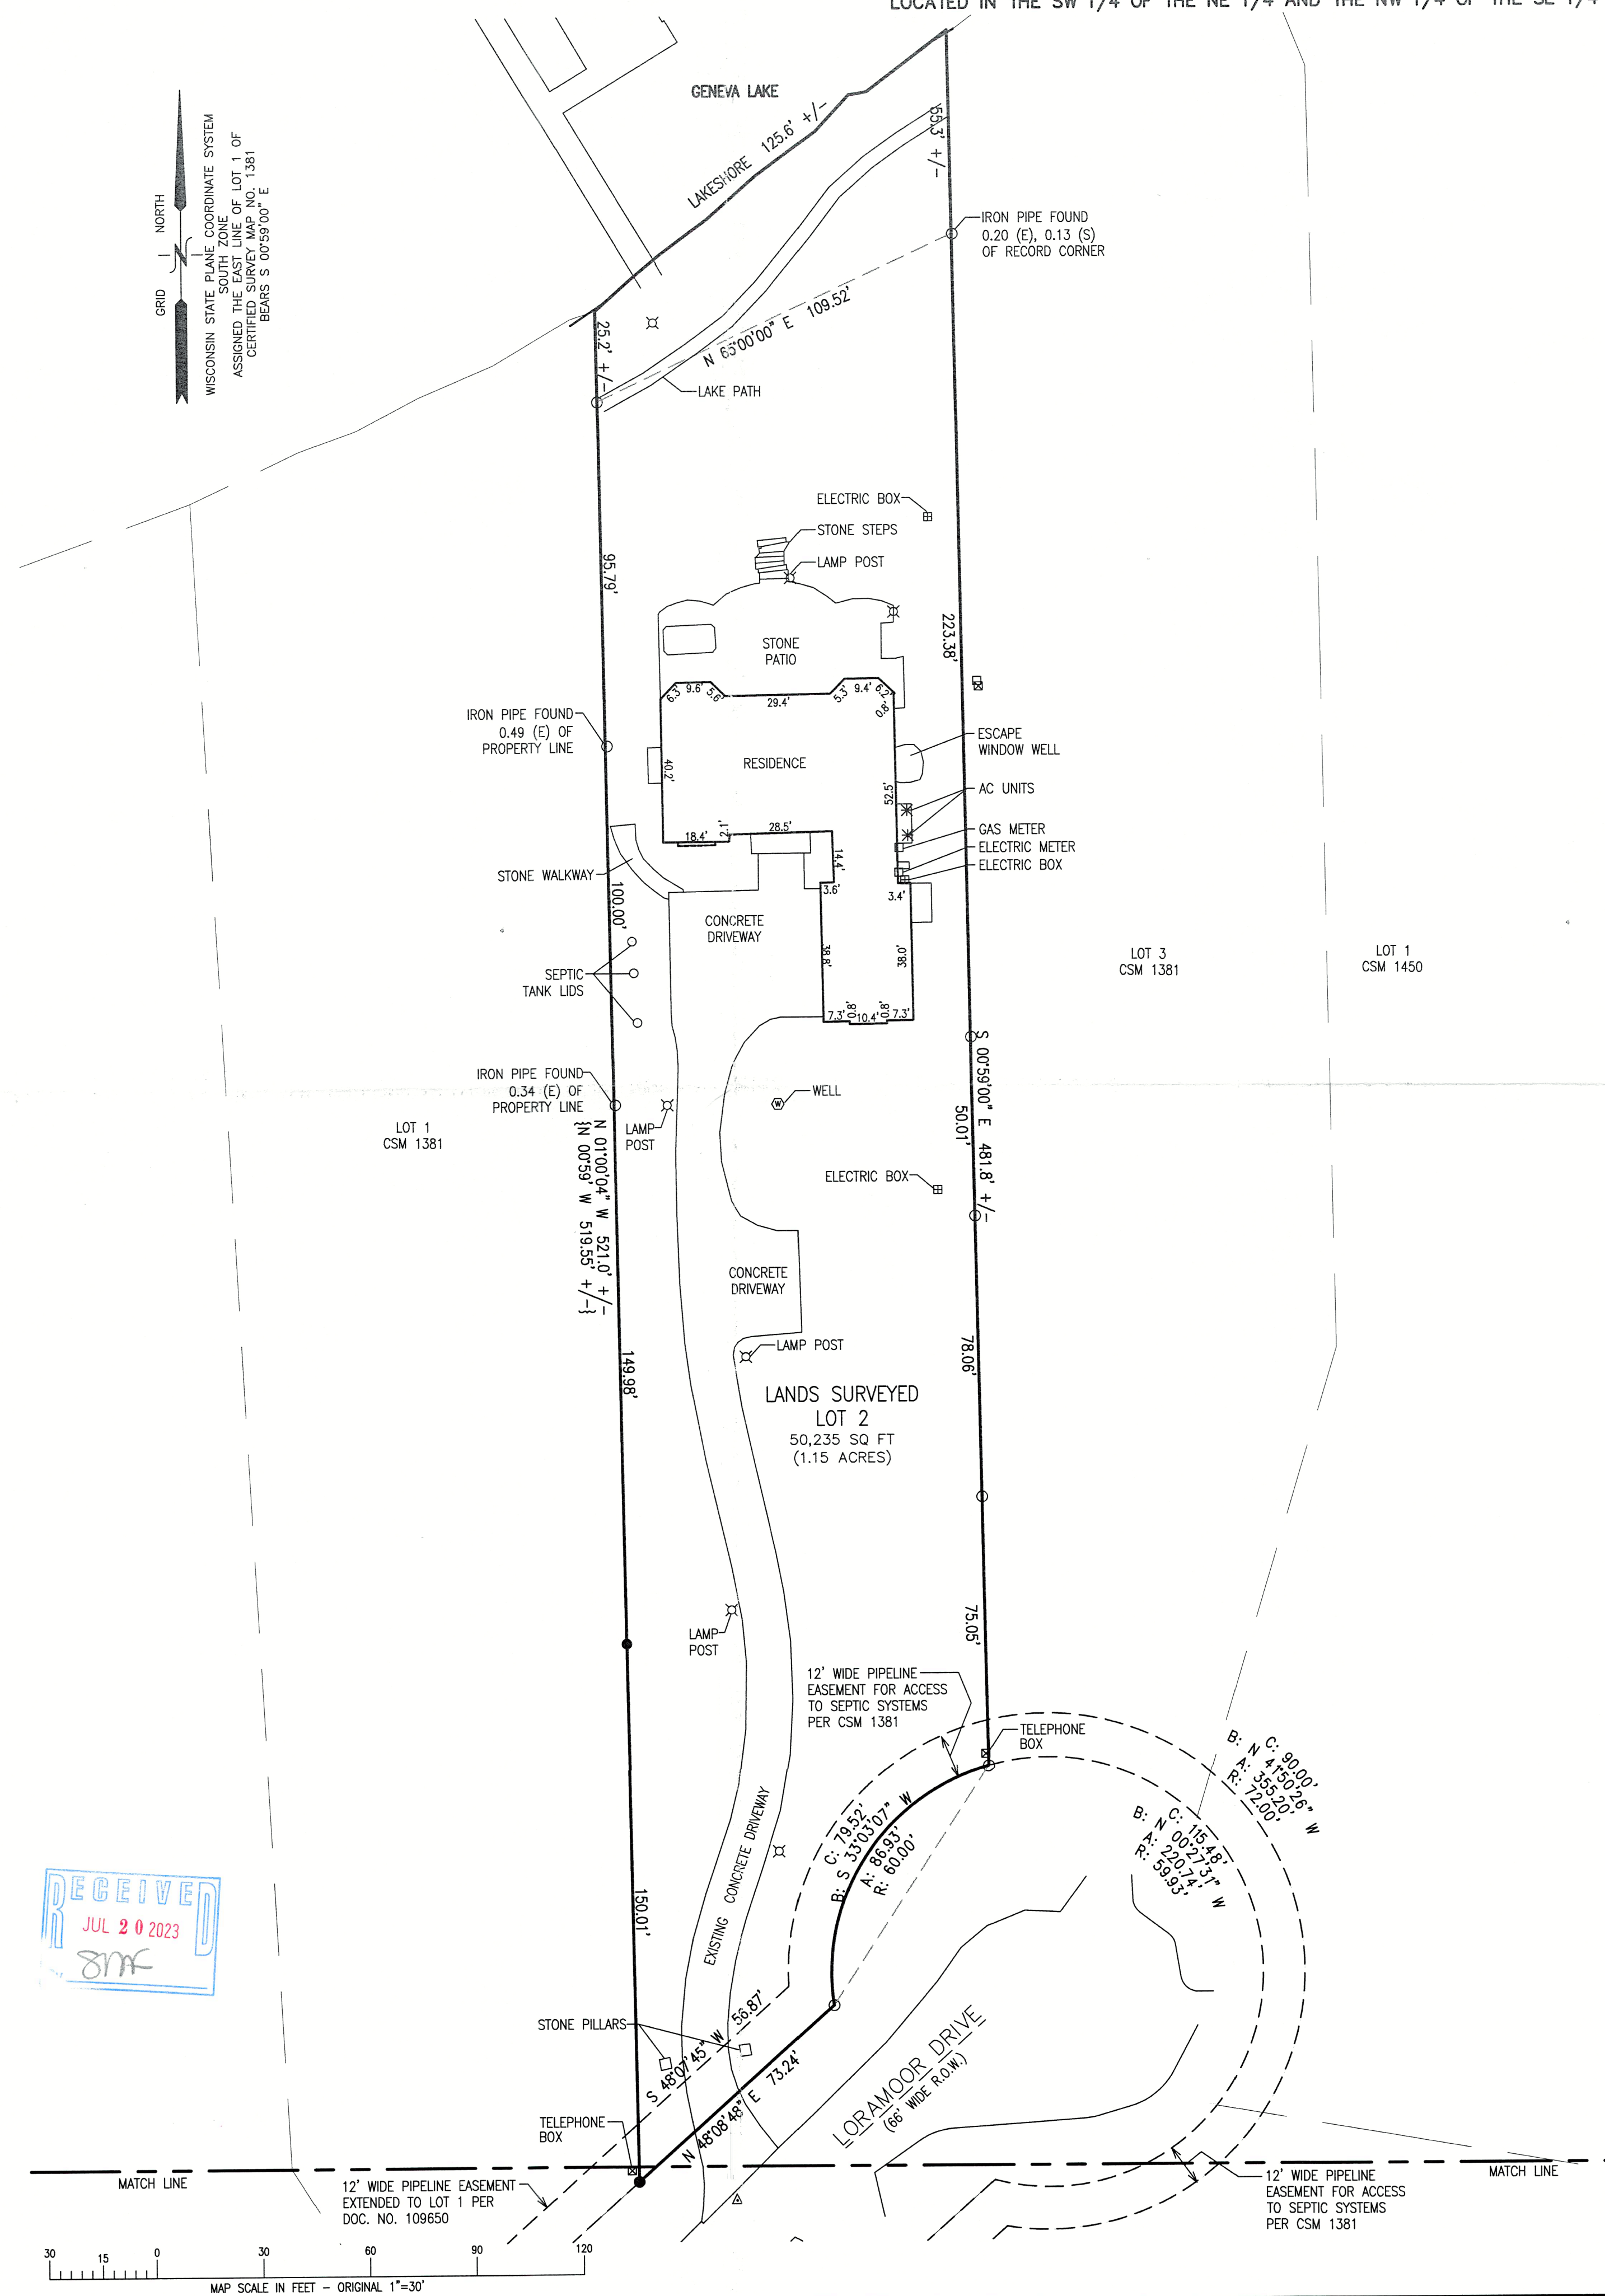 LOCATED IN THE SW 1/4 OF THE NE 1/4 AND THE NW 1/4 OF THE SE 1/4
GENEVA LAKE
LAKESHORE 125.6' +/-
55.3' +/-
GRID NORTH
N
WISCONSIN STATE PLANE COORDINATE SYSTEM
SOUTH ZONE
ASSIGNED THE EAST LINE OF LOT 1 OF
CERTIFIED SURVEY MAP NO. 1381
BEARS S 00°59'00" E
IRON PIPE FOUND
0.20 (E), 0.13 (S)
OF RECORD CORNER
25.2' +/-
N 65°00'00" E 109.52'
LAKE PATH
ELECTRIC BOX
STONE STEPS
LAMP POST
95.79'
223.38'
STONE
PATIO
6.3'
9.6'
5.6'
29.4'
5.3'
9.4'
6.2'
0.8'
IRON PIPE FOUND
0.49 (E) OF
PROPERTY LINE
ESCAPE
WINDOW WELL
RESIDENCE
40.2'
52.5'
AC UNITS
GAS METER
ELECTRIC METER
ELECTRIC BOX
18.4'
2.1'
28.5'
14.4'
3.6'
3.4'
STONE WALKWAY
100.00'
CONCRETE
DRIVEWAY
38.8'
38.0'
SEPTIC
TANK LIDS
7.3'
0.8'
10.4'
0.8'
7.3'
LOT 3
CSM 1381
LOT 1
CSM 1450
IRON PIPE FOUND
0.34 (E) OF
PROPERTY LINE
LAMP
POST
W
WELL
S 00°59'00" E 481.8' +/-
50.01'
LOT 1
CSM 1381
N 01°00'04" W 521.0' +/-
{N 00°59' W 519.55' +/-}
ELECTRIC BOX
CONCRETE
DRIVEWAY
LAMP POST
78.06'
149.98'
LANDS SURVEYED
LOT 2
50,235 SQ FT
(1.15 ACRES)
LAMP
POST
75.05'
12' WIDE PIPELINE
EASEMENT FOR ACCESS
TO SEPTIC SYSTEMS
PER CSM 1381
TELEPHONE
BOX
C: 90.00'
B: N 41°50'26" W
A: 355.20'
R: 72.00'
C: 115.48'
B: N 00°27'31" W
A: 220.74'
R: 59.93'
C: 79.52'
B: S 33°03'07" W
A: 86.93'
R: 60.00'
EXISTING CONCRETE DRIVEWAY
150.01'
RECEIVED
JUL 20 2023
STONE PILLARS
S 48°07'45" W 56.87'
N 48°08'48" E 73.24'
LORAMOOR DRIVE
(66' WIDE R.O.W.)
TELEPHONE
BOX
MATCH LINE
MATCH LINE
12' WIDE PIPELINE EASEMENT
EXTENDED TO LOT 1 PER
DOC. NO. 109650
12' WIDE PIPELINE
EASEMENT FOR ACCESS
TO SEPTIC SYSTEMS
PER CSM 1381
30 15 0 30 60 90 120
MAP SCALE IN FEET - ORIGINAL 1"=30'